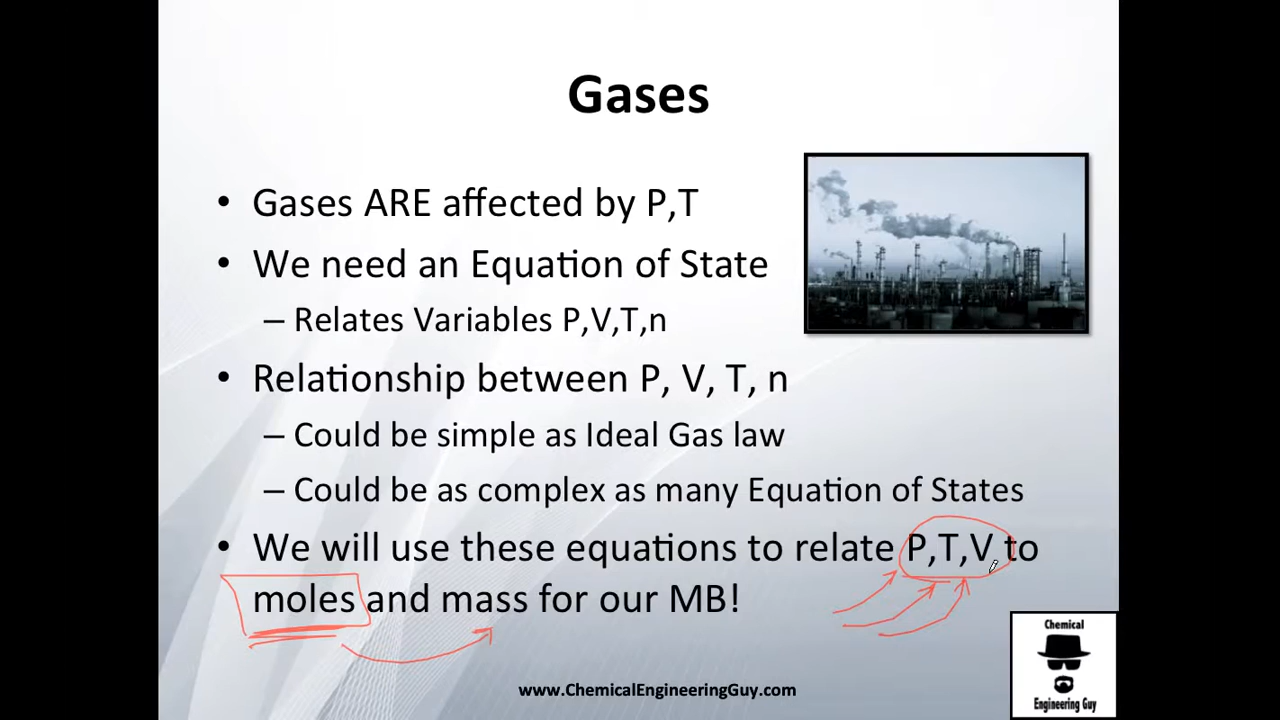 Gases
• Gases ARE affected by P,T
• We need an Equation of State
– Relates Variables P,V,T,n
• Relationship between P, V, T, n
– Could be simple as Ideal Gas law
– Could be as complex as many Equation of States
• We will use these equations to relate P,T,V to
moles and mass for our MB!
Chemical
Engineering Guy
www.ChemicalEngineeringGuy.com